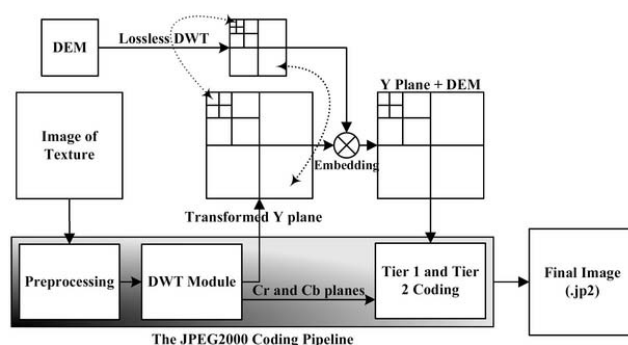 DEM
Lossless DWT
Y Plane + DEM
Image of
Texture
Embedding
Transformed Y plane
Preprocessing
DWT Module
Cr and Cb planes
Tier 1 and Tier
2 Coding
Final Image
(.jp2)
The JPEG2000 Coding Pipeline